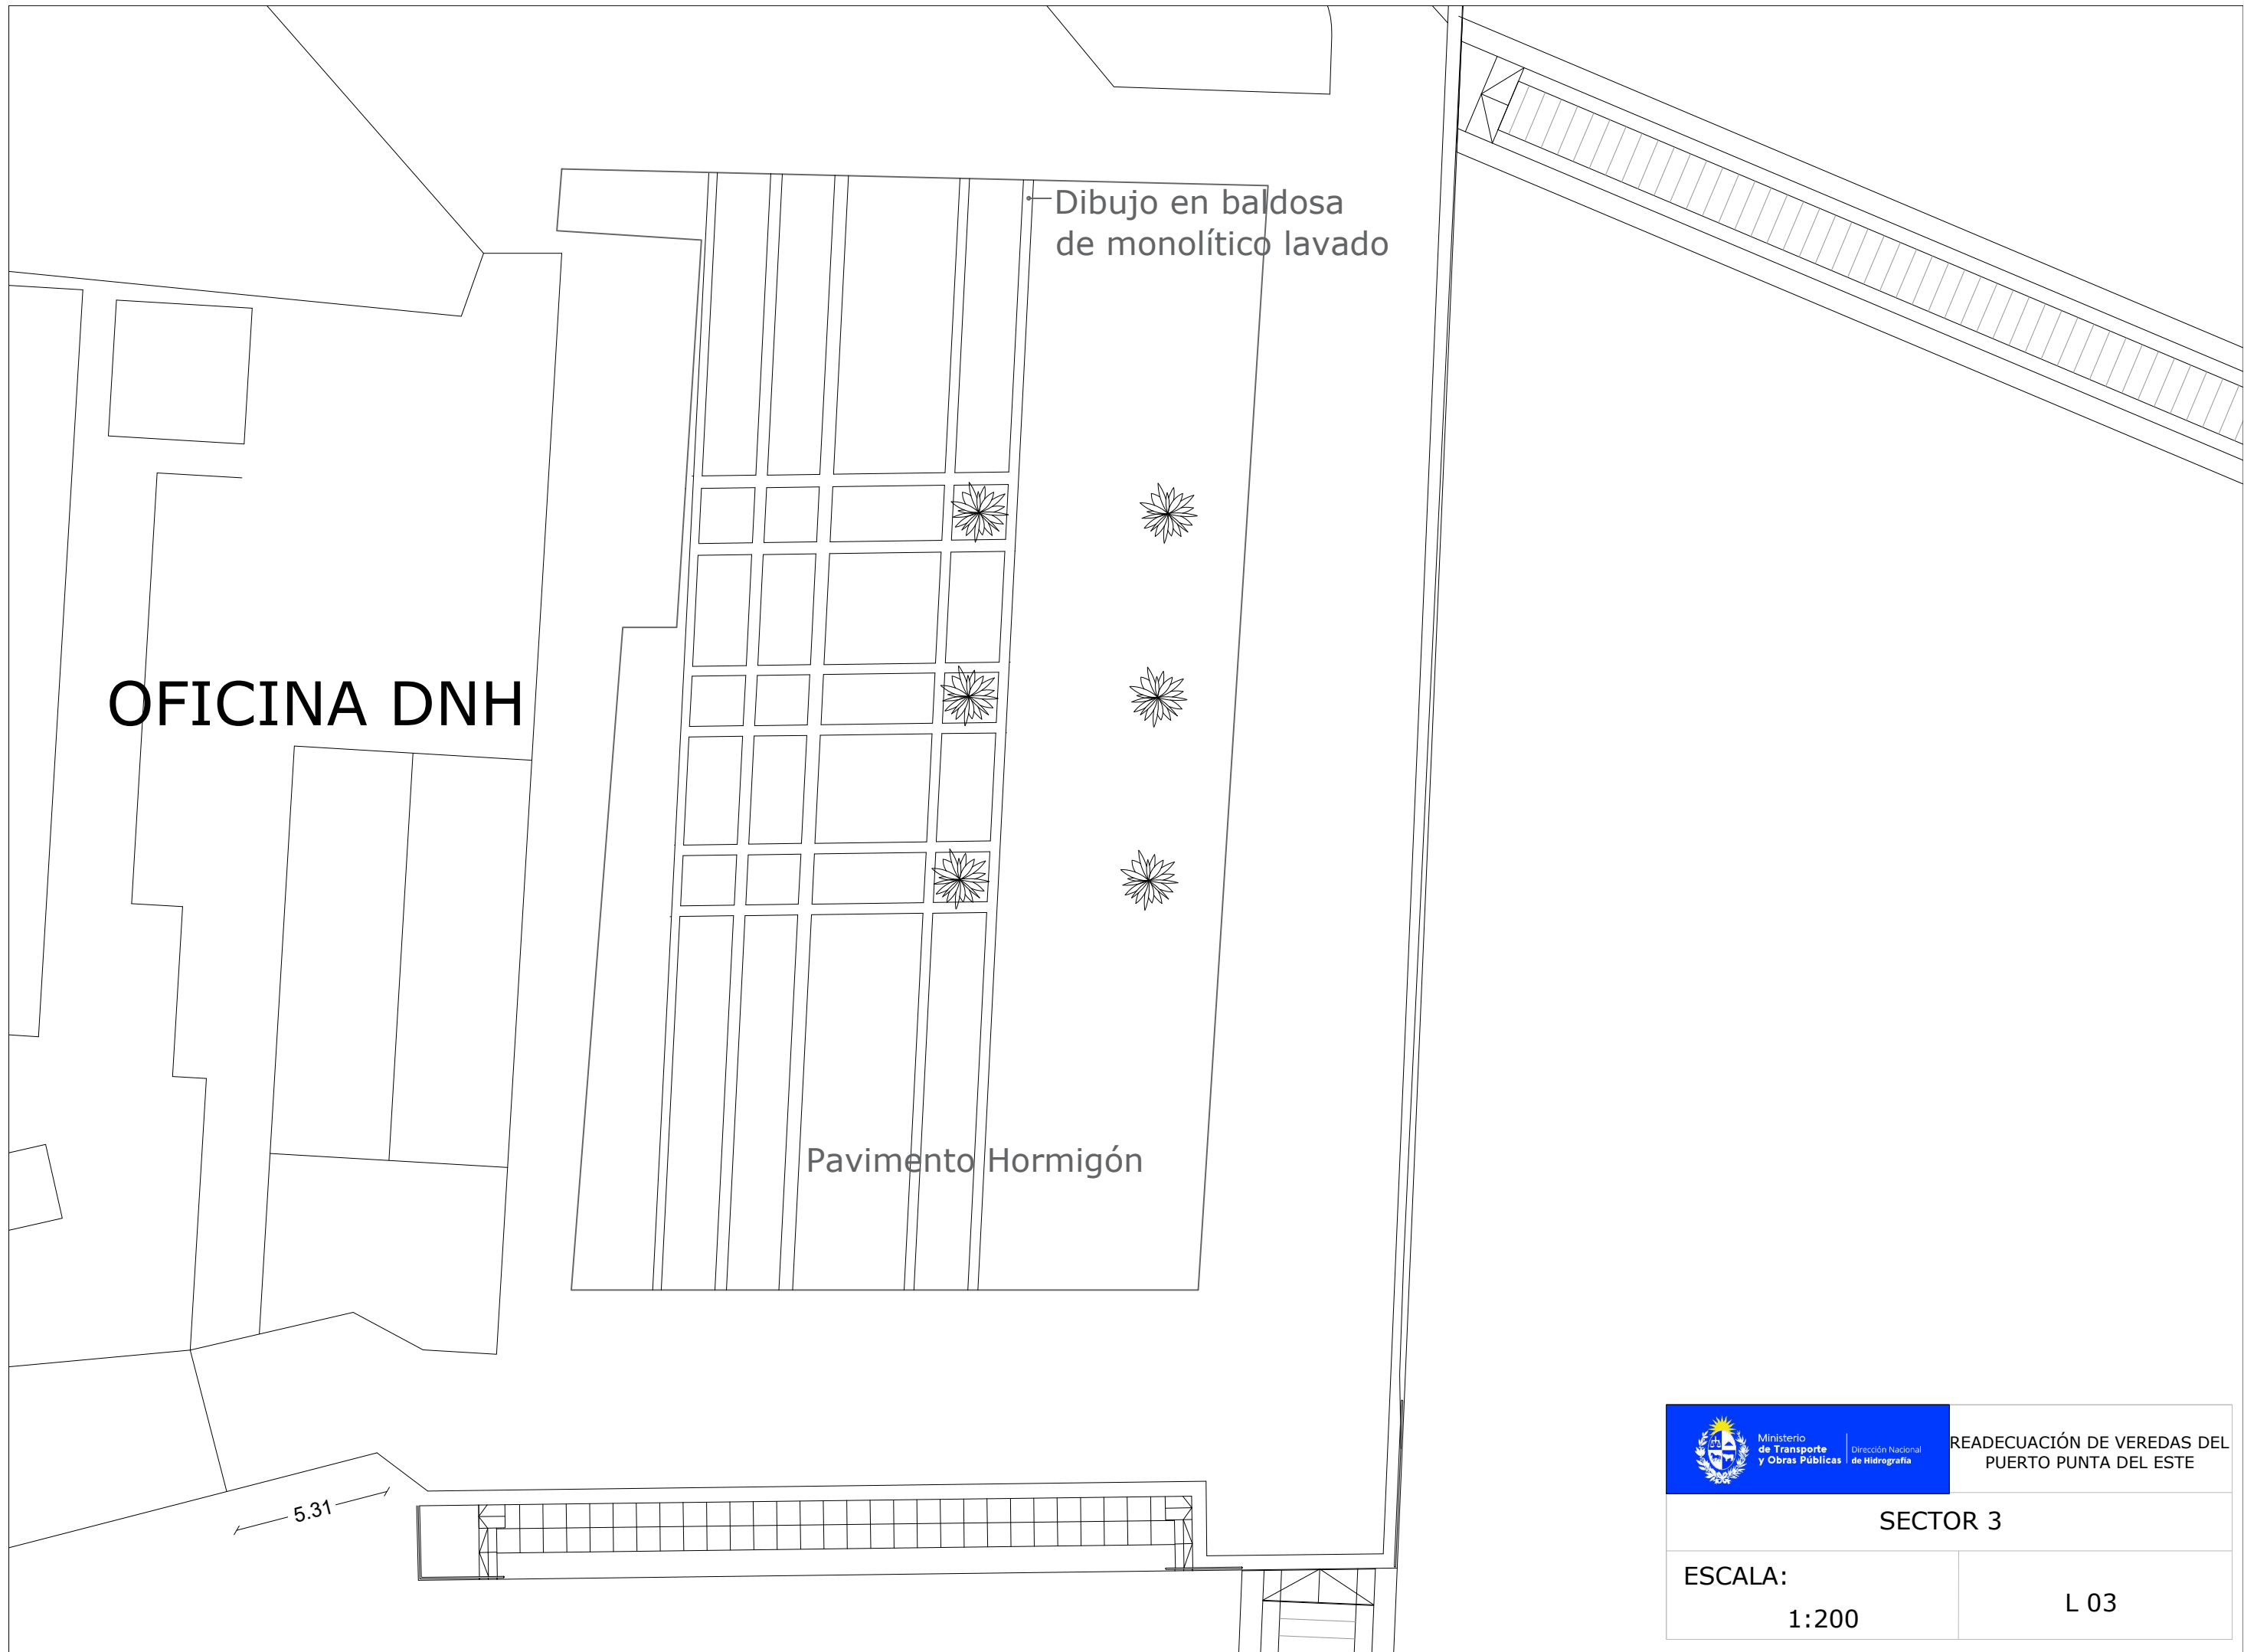 Dibujo en baldosa
de monolítico lavado
OFICINA DNH
Pavimento Hormigón
5.31
Ministerio
de Transporte
y Obras Públicas
Dirección Nacional
de Hidrografía
READECUACIÓN DE VEREDAS DEL
PUERTO PUNTA DEL ESTE
SECTOR 3
ESCALA:
1:200
L 03